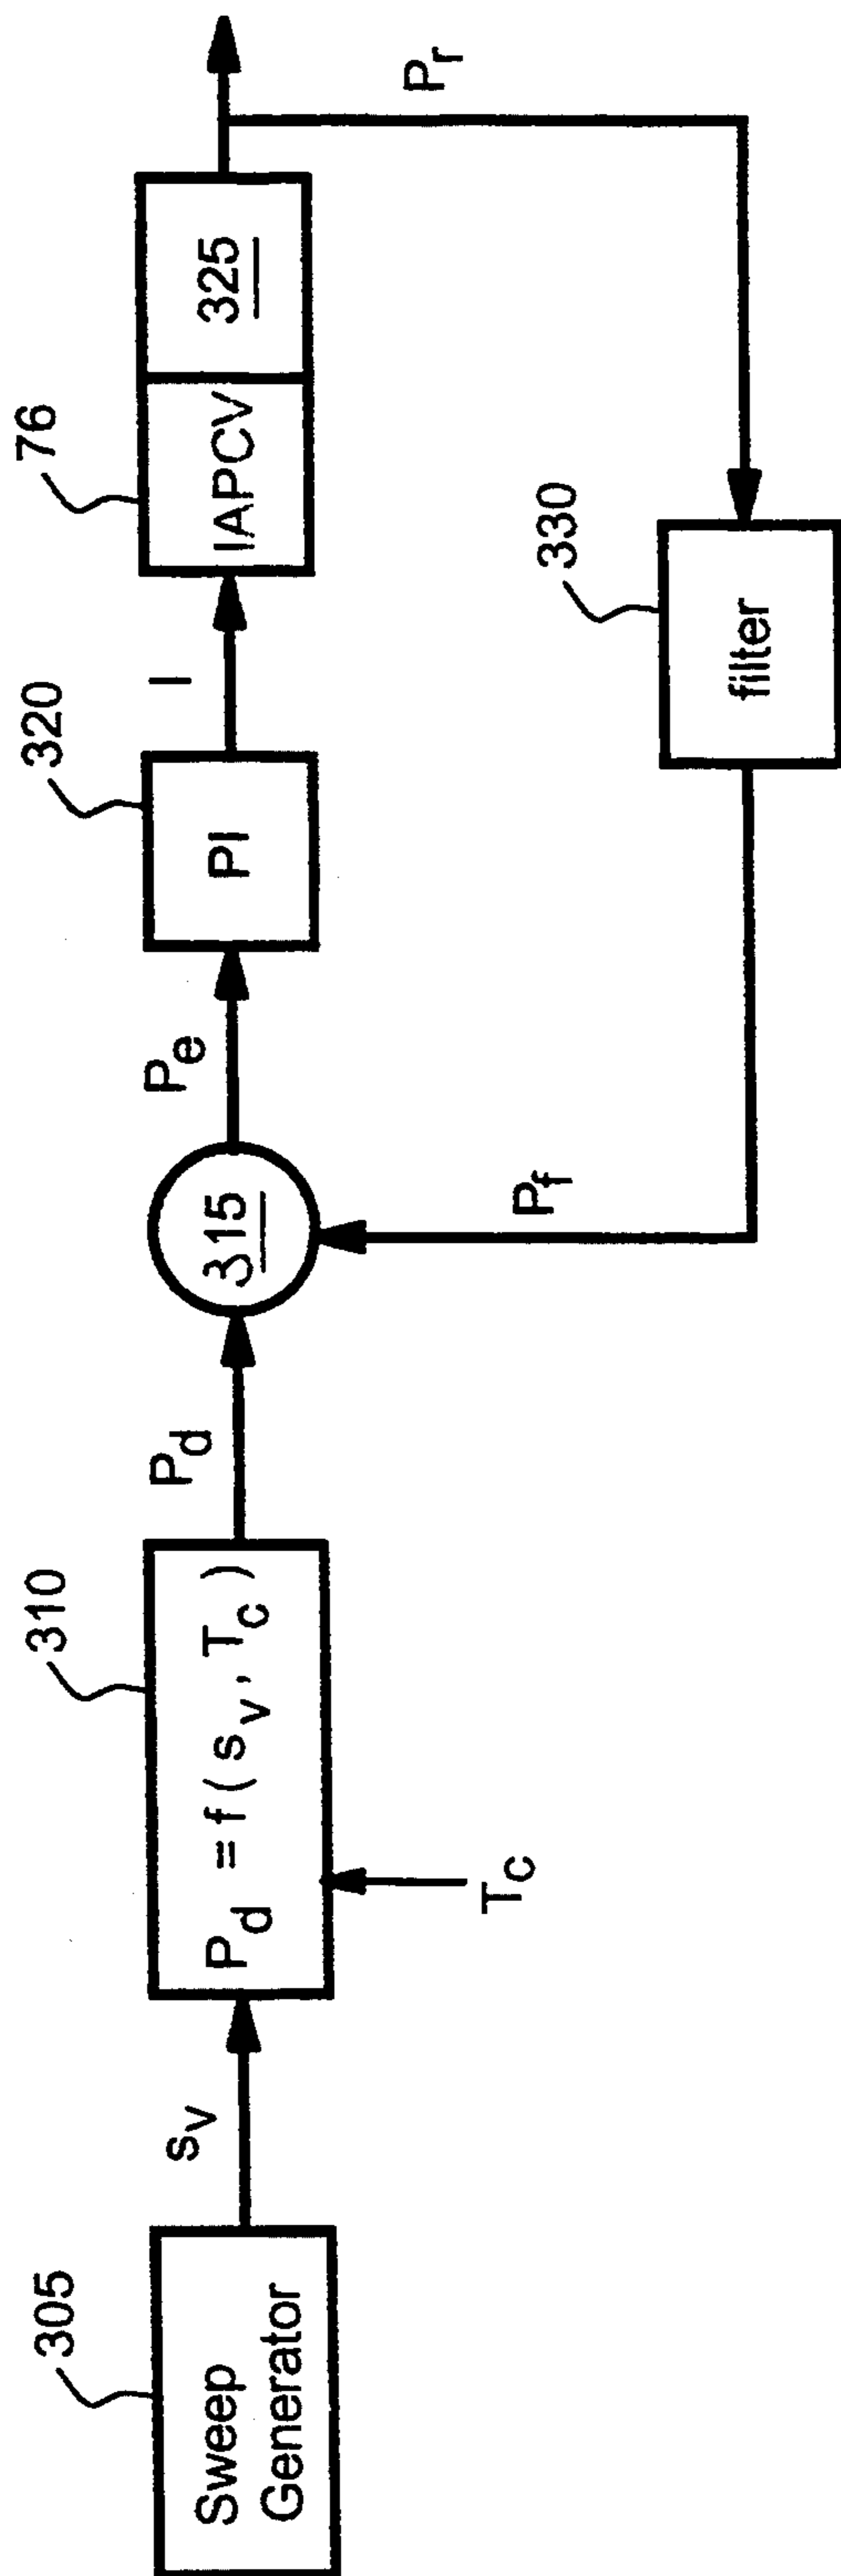 305
Sweep
Generator
s_v
310
P_d = f ( s_v , T_c )
T_c
P_d
315
P_e
P_f
320
PI
I
76
IAPCV
325
P_r
330
filter